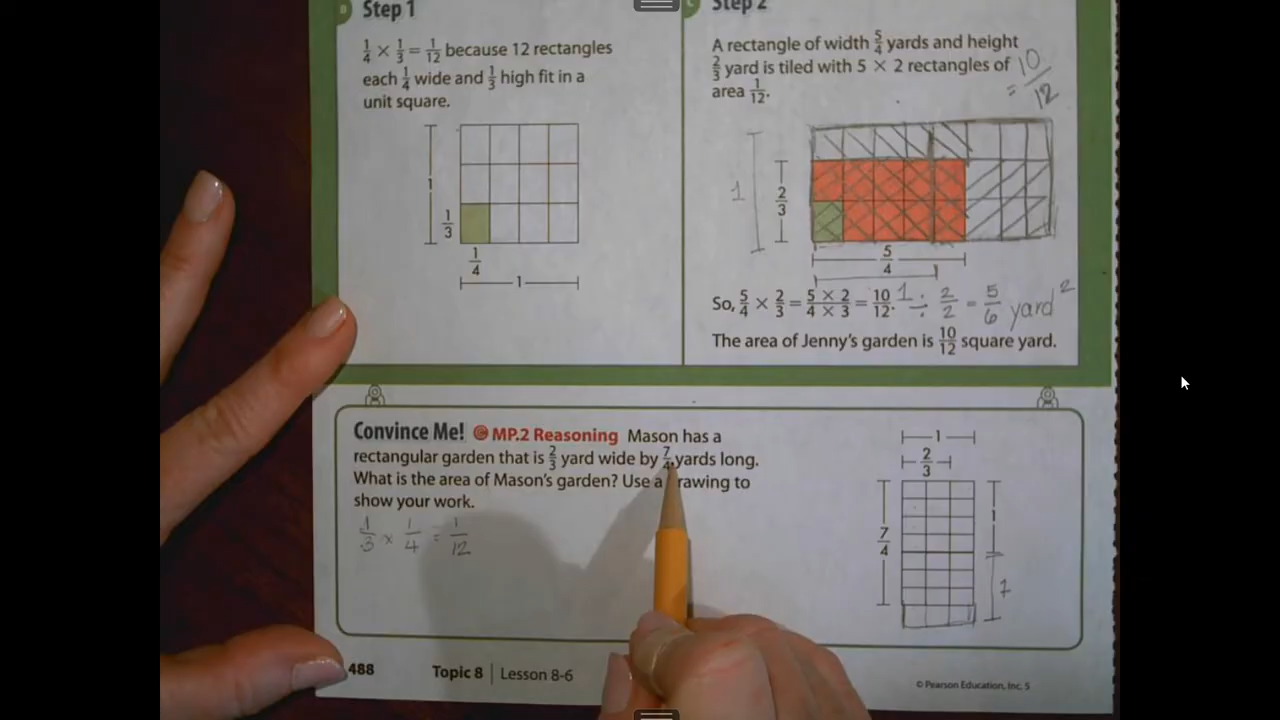 Step 1
1/4 × 1/3 = 1/12 because 12 rectangles
each 1/4 wide and 1/3 high fit in a
unit square.
1
1/3
1/4
1
Step 2
A rectangle of width 5/4 yards and height
2/3 yard is tiled with 5 × 2 rectangles of
area 1/12.
= 10/12
1
2/3
5/4
So, 5/4 × 2/3 = 5 × 2/4 × 3 = 10/12. 1 ÷ 2/2 = 5/6 yard²
The area of Jenny's garden is 10/12 square yard.
Convince Me! MP.2 Reasoning Mason has a
rectangular garden that is 2/3 yard wide by 7/4 yards long.
What is the area of Mason's garden? Use a rawing to
show your work.
1/3 × 1/4 = 1/12
1
2/3
7/4
1
488 Topic 8 | Lesson 8-6
© Pearson Education, Inc. 5